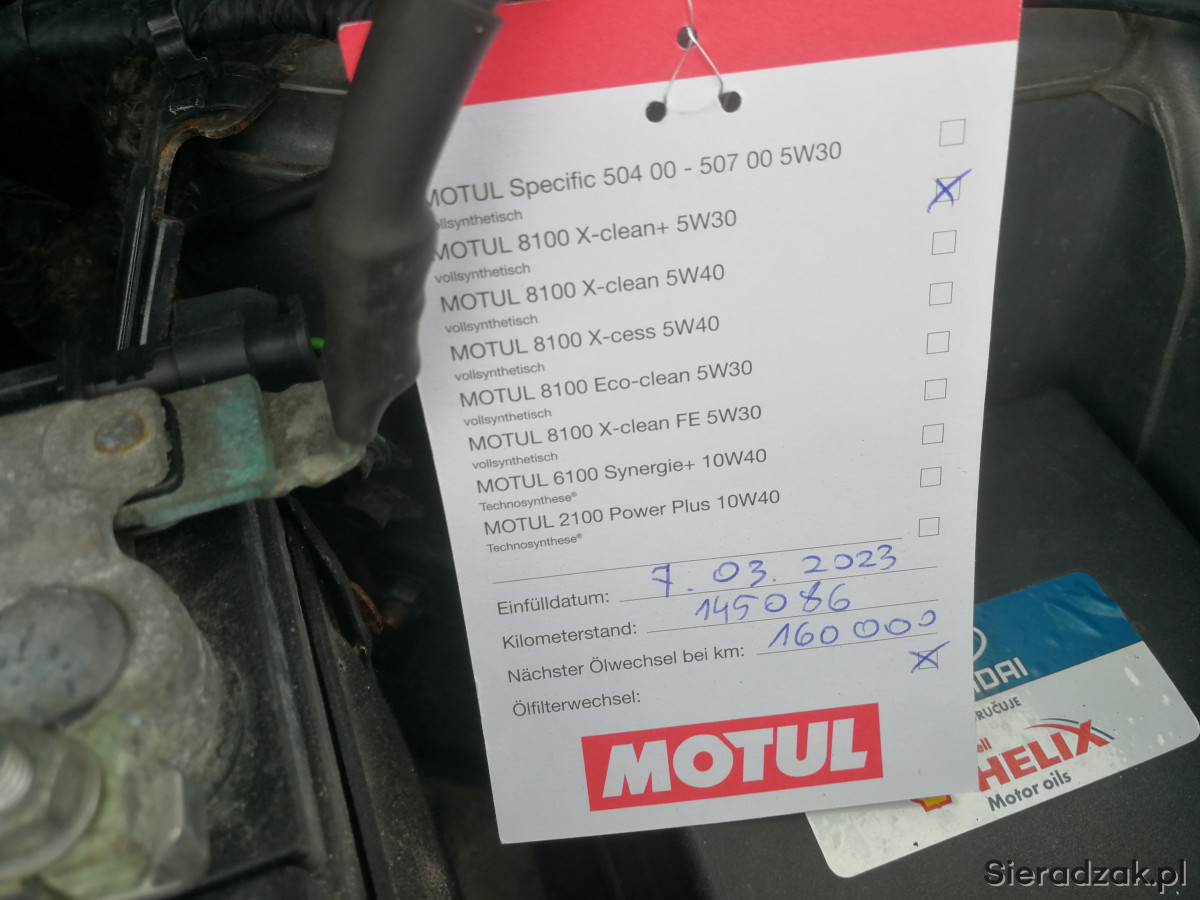 MOTUL Specific 504 00 - 507 00 5W30
vollsynthetisch
MOTUL 8100 X-clean+ 5W30
vollsynthetisch
MOTUL 8100 X-clean 5W40
vollsynthetisch
MOTUL 8100 X-cess 5W40
vollsynthetisch
MOTUL 8100 Eco-clean 5W30
vollsynthetisch
MOTUL 8100 X-clean FE 5W30
vollsynthetisch
MOTUL 6100 Synergie+ 10W40
Technosynthese®
MOTUL 2100 Power Plus 10W40
Technosynthese®
Einfülldatum: 7. 03. 2023
Kilometerstand: 145086
Nächster Ölwechsel bei km: 160 000
Ölfilterwechsel:
MOTUL
HELIX
Motor oils
Sieradzak.pl